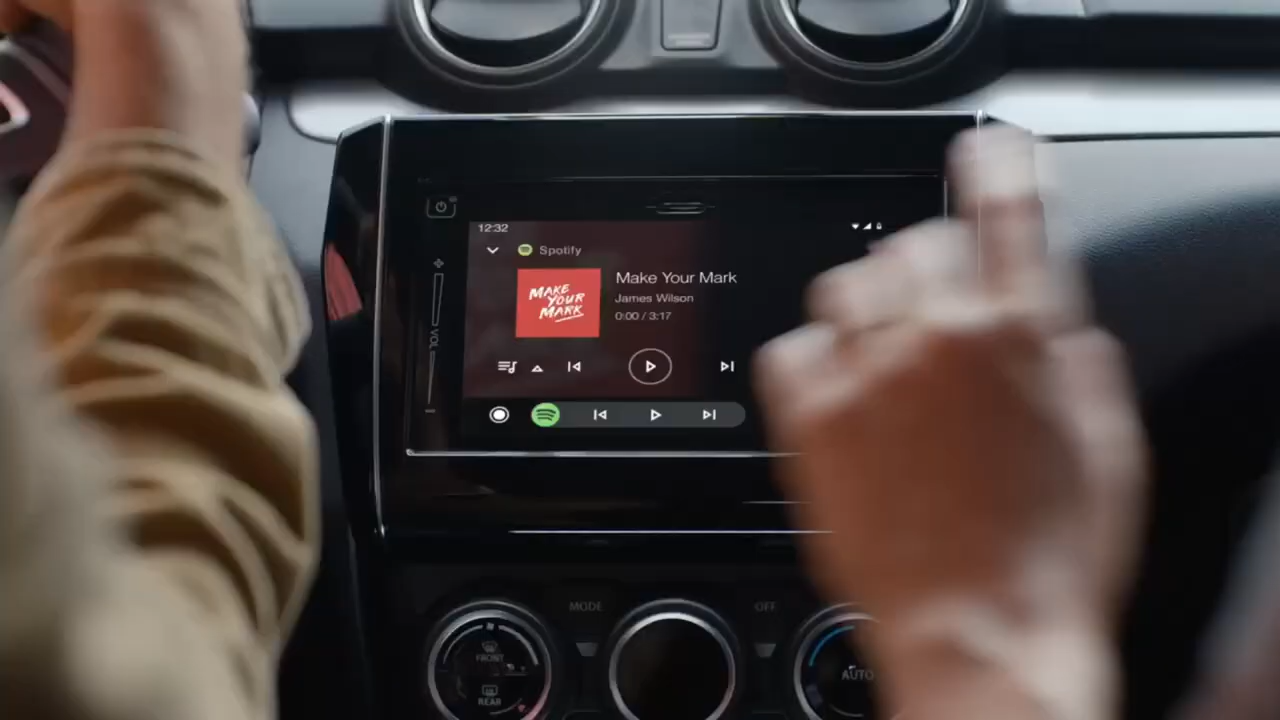 12:32
Spotify
MAKE
YOUR
MARK
Make Your Mark
James Wilson
0:00 / 3:17
VOL
MODE
OFF
FRONT
REAR
AUTO